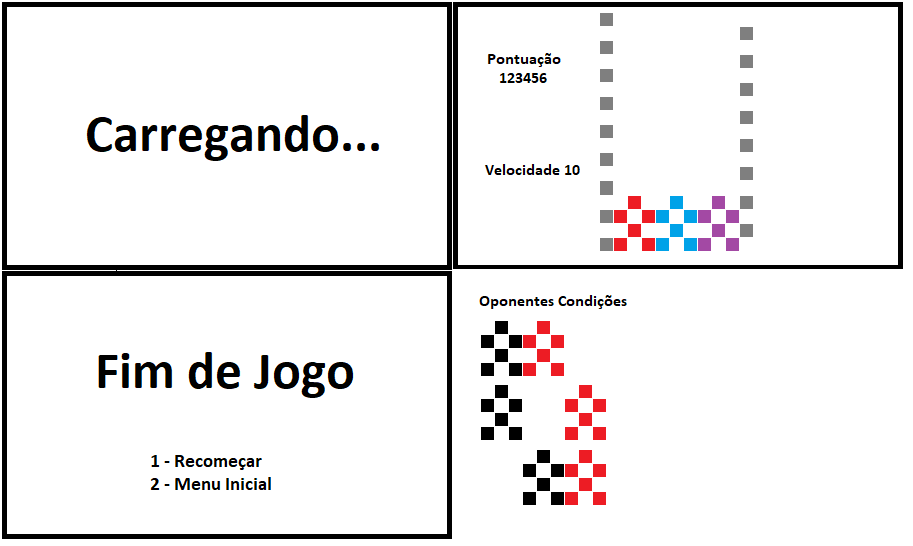 Carregando...
Pontuação
123456
Velocidade 10
Fim de Jogo
1 - Recomeçar
2 - Menu Inicial
Oponentes Condições